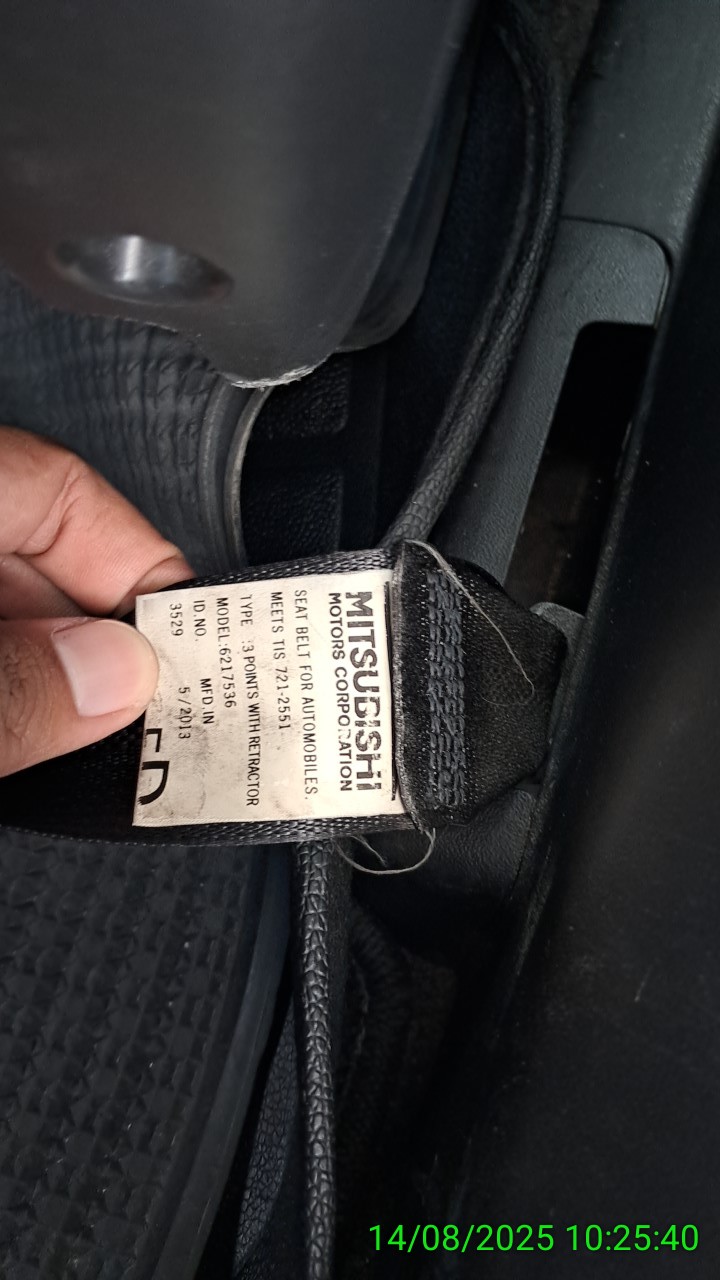 MITSUBISHI
MOTORS CORPORATION
SEAT BELT FOR AUTOMOBILES.
MEETS TIS 721-2551
TYPE :3 POINTS WITH RETRACTOR
MODEL:6217536
ID.NO. MFD.IN
3529 5/2013
14/08/2025 10:25:40